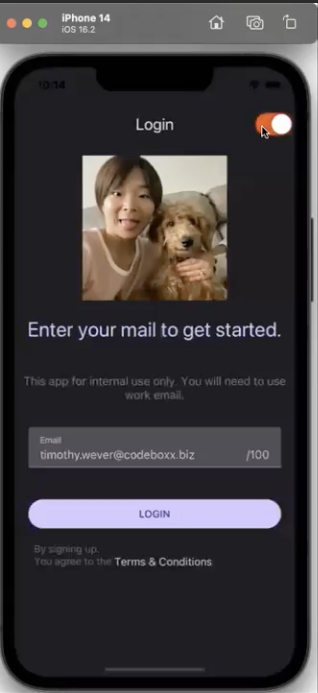 iPhone 14
iOS 16.2
10:14
Login
Enter your mail to get started.
This app for internal use only. You will need to use
work email.
Email
timothy.wever@codeboxx.biz /100
LOGIN
By signing up.
You agree to the Terms & Conditions